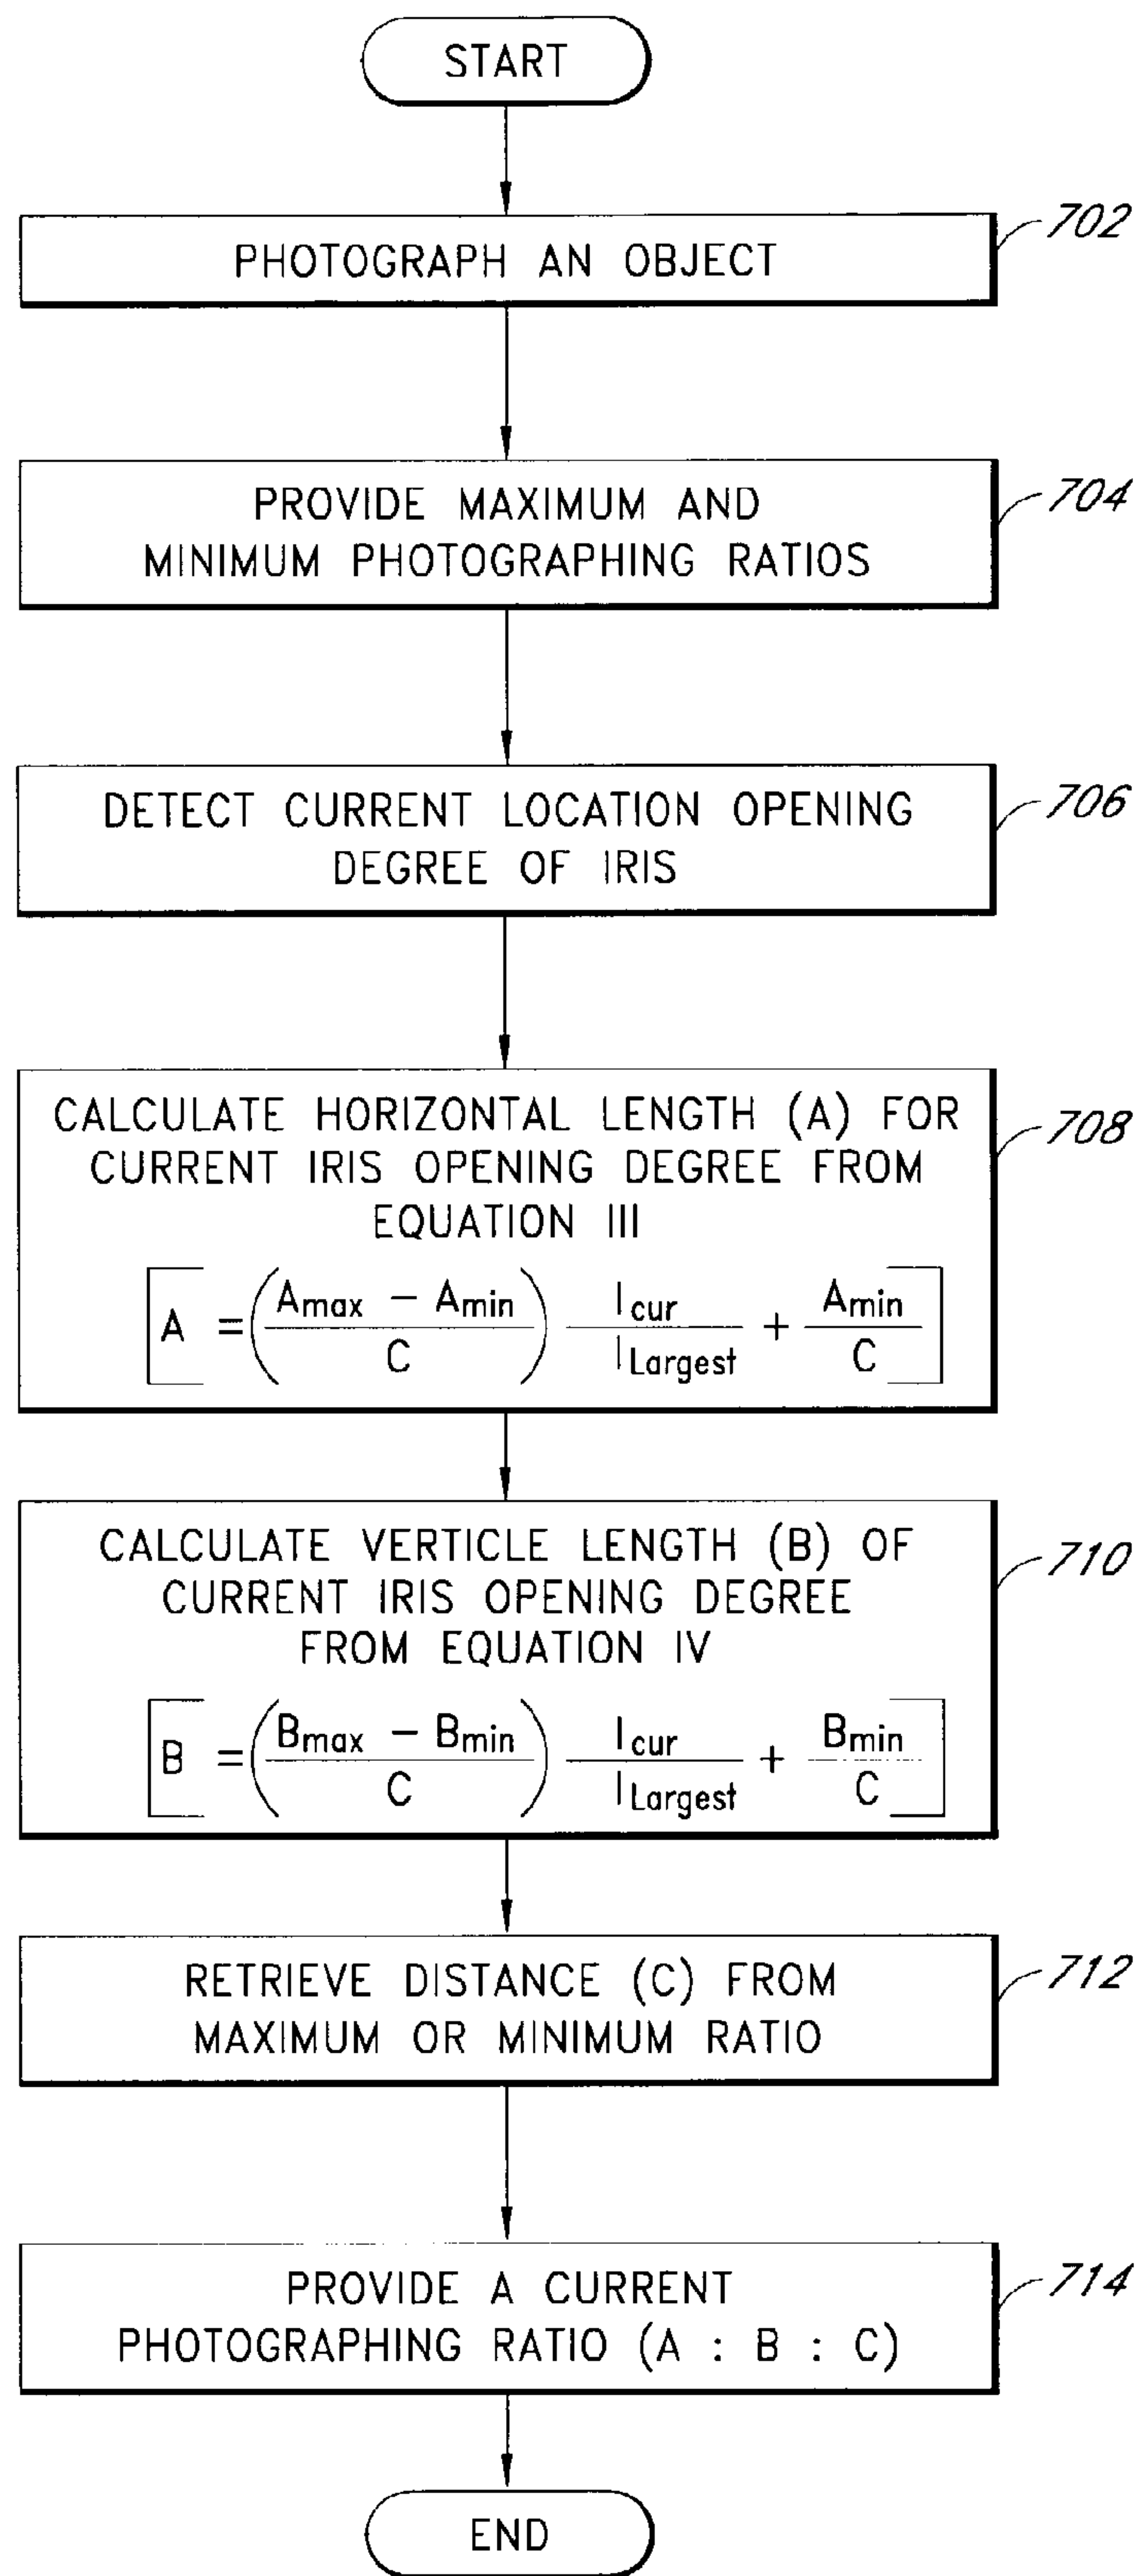 START
702
PHOTOGRAPH AN OBJECT
704
PROVIDE MAXIMUM AND
MINIMUM PHOTOGRAPHING RATIOS
706
DETECT CURRENT LOCATION OPENING
DEGREE OF IRIS
708
CALCULATE HORIZONTAL LENGTH (A) FOR
CURRENT IRIS OPENING DEGREE FROM
EQUATION III
[A = ((Amax - Amin)/C) Icur/ILargest + Amin/C]
710
CALCULATE VERTICLE LENGTH (B) OF
CURRENT IRIS OPENING DEGREE
FROM EQUATION IV
[B = ((Bmax - Bmin)/C) Icur/ILargest + Bmin/C]
712
RETRIEVE DISTANCE (C) FROM
MAXIMUM OR MINIMUM RATIO
714
PROVIDE A CURRENT
PHOTOGRAPHING RATIO (A : B : C)
END